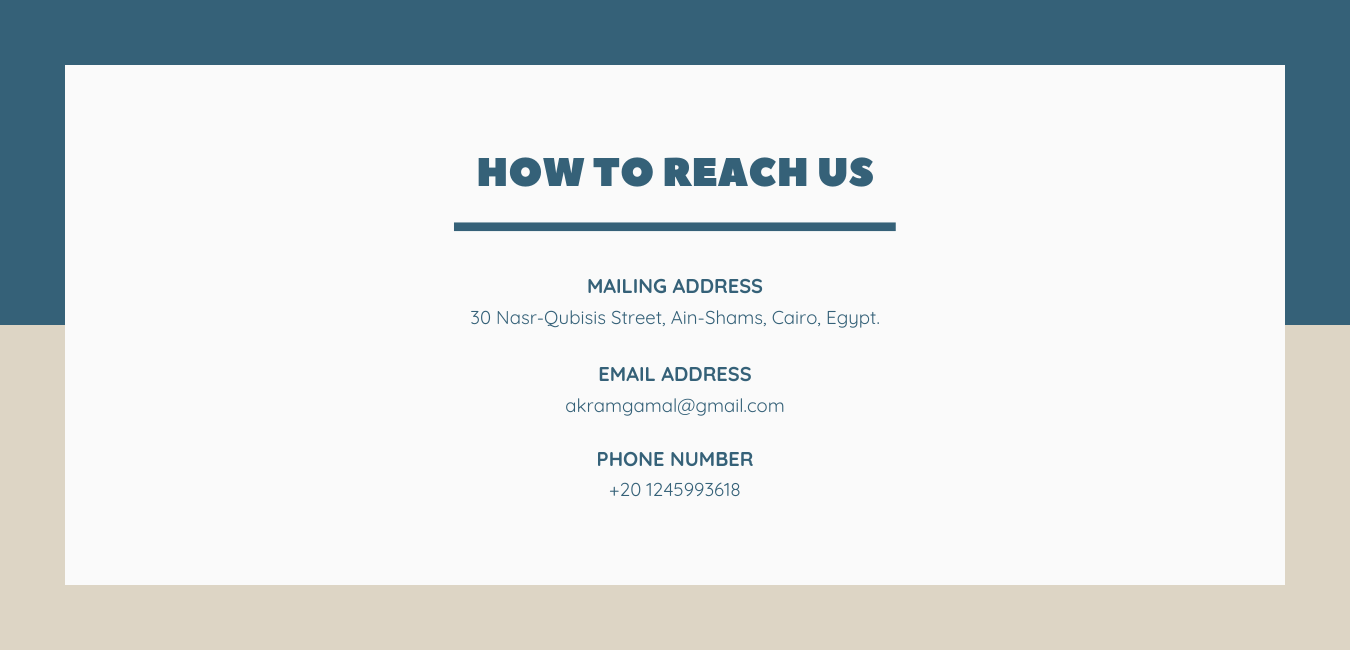 HOW TO REACH US
MAILING ADDRESS
30 Nasr-Qubisis Street, Ain-Shams, Cairo, Egypt.
EMAIL ADDRESS
akramgamal@gmail.com
PHONE NUMBER
+20 1245993618